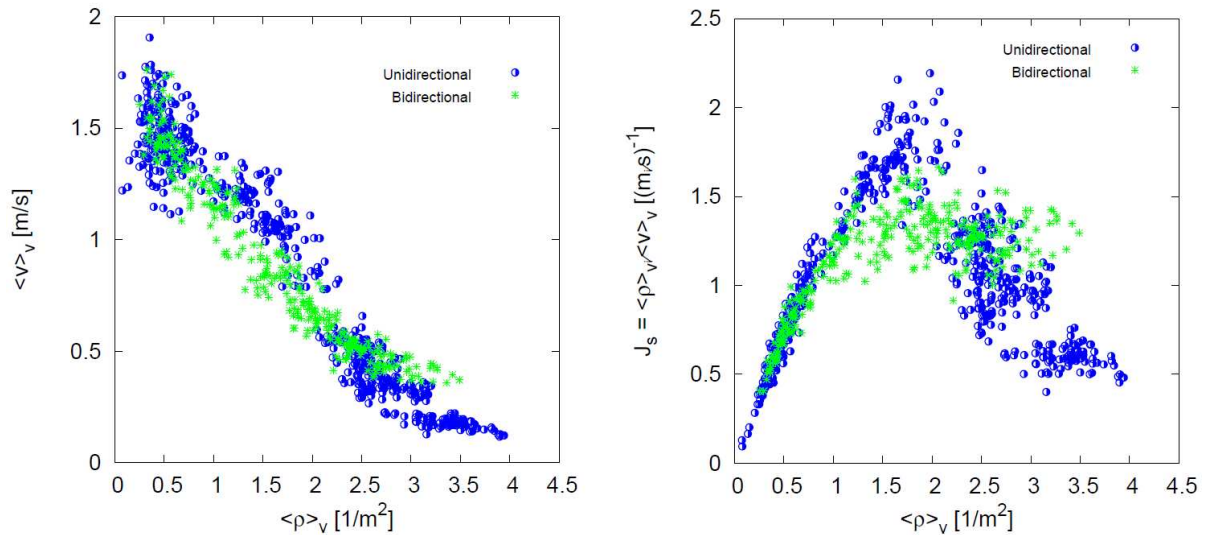 2
1.5
1
0.5
0
<v>ᵥ [m/s]
Unidirectional
Bidirectional
0 0.5 1 1.5 2 2.5 3 3.5 4 4.5
<ρ>ᵥ [1/m²]
2.5
2
1.5
1
0.5
0
Jₛ = <ρ>ᵥ·<v>ᵥ [(m·s)⁻¹]
Unidirectional
Bidirectional
0 0.5 1 1.5 2 2.5 3 3.5 4 4.5
<ρ>ᵥ [1/m²]